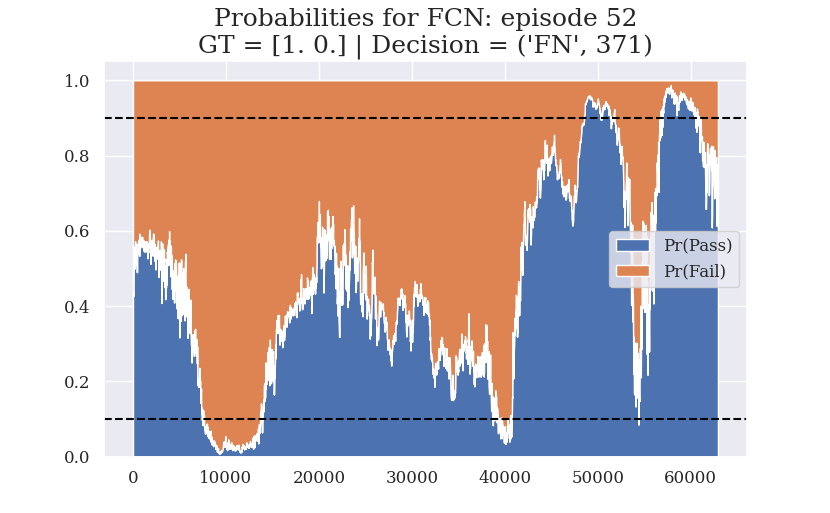 Probabilities for FCN: episode 52
GT = [1. 0.] | Decision = ('FN', 371)
1.0
0.8
0.6
0.4
0.2
0.0
Pr(Pass)
Pr(Fail)
0 10000 20000 30000 40000 50000 60000